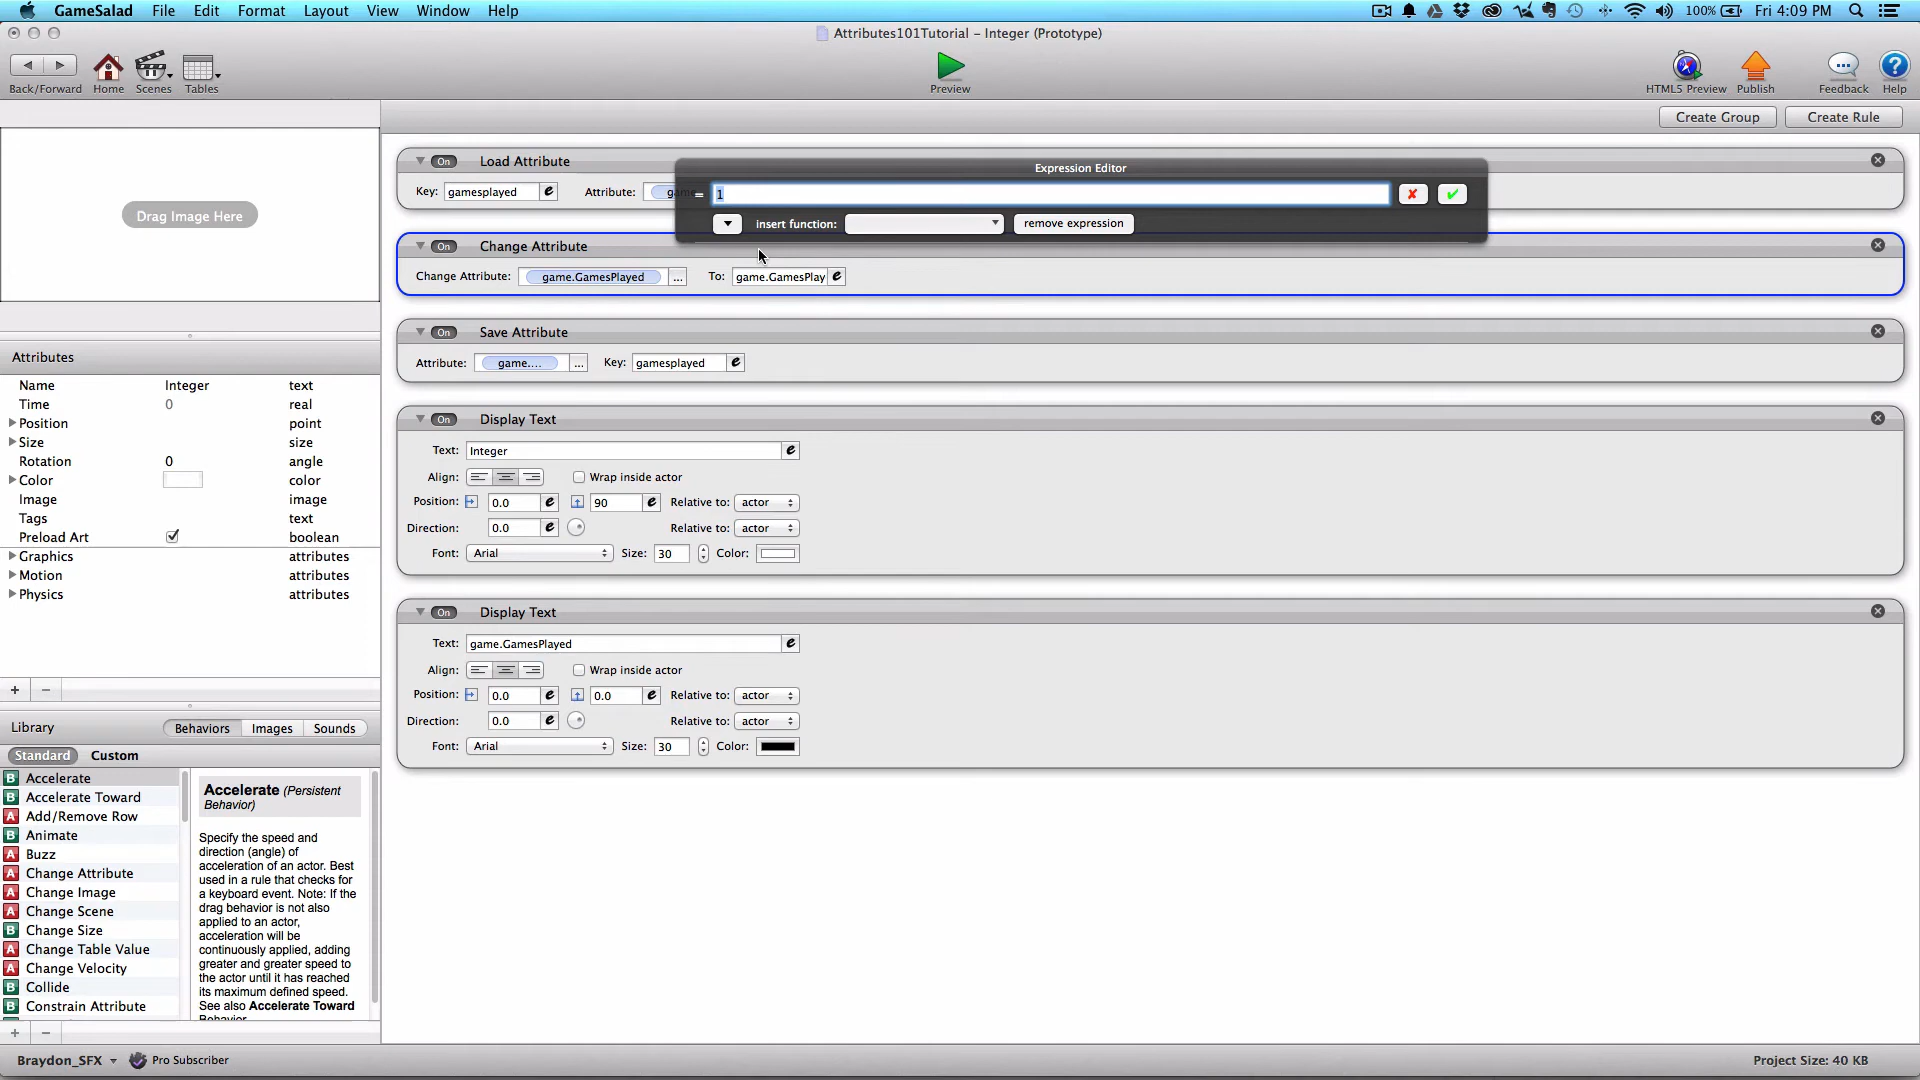 GameSalad File Edit Format Layout View Window Help 100% Fri 4:09 PM
Attributes101Tutorial – Integer (Prototype)
Back/Forward Home Scenes Tables Preview HTML5 Preview Publish Feedback Help
Create Group Create Rule
Drag Image Here
On Load Attribute
Key: gamesplayed e Attribute:
Expression Editor
= 1
insert function: remove expression
On Change Attribute
Change Attribute: game.GamesPlayed ... To: game.GamesPlay e
On Save Attribute
Attribute: game.... ... Key: gamesplayed e
On Display Text
Text: Integer e
Align: Wrap inside actor
Position: 0.0 e 90 e Relative to: actor
Direction: 0.0 e Relative to: actor
Font: Arial Size: 30 Color:
On Display Text
Text: game.GamesPlayed e
Align: Wrap inside actor
Position: 0.0 e 0.0 e Relative to: actor
Direction: 0.0 e Relative to: actor
Font: Arial Size: 30 Color:
Attributes
Name Integer text
Time 0 real
Position point
Size size
Rotation 0 angle
Color color
Image image
Tags text
Preload Art boolean
Graphics attributes
Motion attributes
Physics attributes
+ −
Library Behaviors Images Sounds
Standard Custom
B Accelerate
B Accelerate Toward
A Add/Remove Row
B Animate
A Buzz
A Change Attribute
A Change Image
A Change Scene
B Change Size
A Change Table Value
A Change Velocity
B Collide
B Constrain Attribute
Accelerate (Persistent
Behavior)
Specify the speed and
direction (angle) of
acceleration of an actor. Best
used in a rule that checks for
a keyboard event. Note: If the
drag behavior is not also
applied to an actor,
acceleration will be
continuously applied, adding
greater and greater speed to
the actor until it has reached
its maximum defined speed.
See also Accelerate Toward
Behavior
+ −
Braydon_SFX Pro Subscriber Project Size: 40 KB